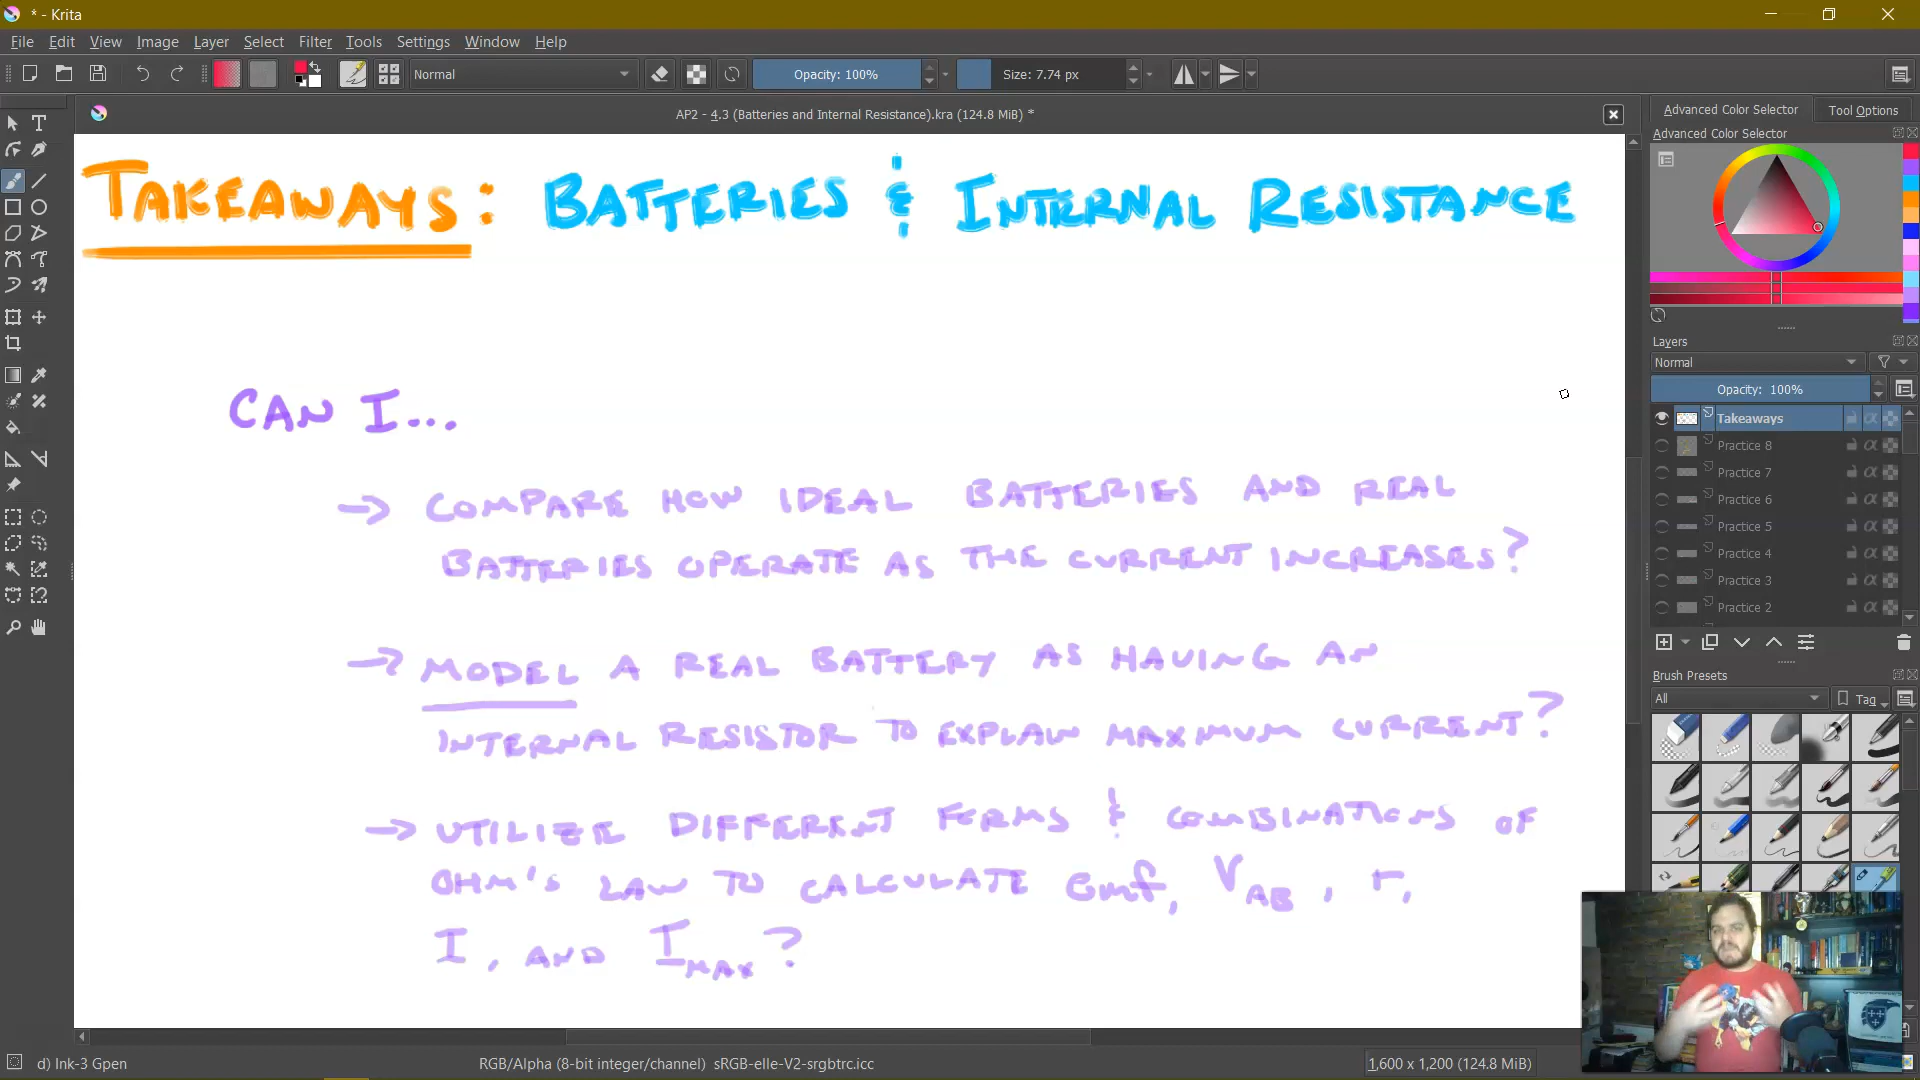 * - Krita
File Edit View Image Layer Select Filter Tools Settings Window Help
Normal
Opacity: 100%
Size: 7.74 px
AP2 - 4.3 (Batteries and Internal Resistance).kra (124.8 MiB) *
Advanced Color Selector
Tool Options
Advanced Color Selector
TAKEAWAYS: BATTERIES & INTERNAL RESISTANCE
CAN I...
→ COMPARE HOW IDEAL BATTERIES AND REAL
BATTERIES OPERATE AS THE CURRENT INCREASES?
→ MODEL A REAL BATTERY AS HAVING AN
INTERNAL RESISTOR TO EXPLAIN MAXIMUM CURRENT?
→ UTILIZE DIFFERENT FORMS & COMBINATIONS OF
OHM'S LAW TO CALCULATE emf, VAB, r,
I, AND IMAX?
Layers
Normal
Opacity: 100%
Takeaways
Practice 8
Practice 7
Practice 6
Practice 5
Practice 4
Practice 3
Practice 2
Brush Presets
All
Tag
d) Ink-3 Gpen
RGB/Alpha (8-bit integer/channel) sRGB-elle-V2-srgbtrc.icc
1,600 x 1,200 (124.8 MiB)